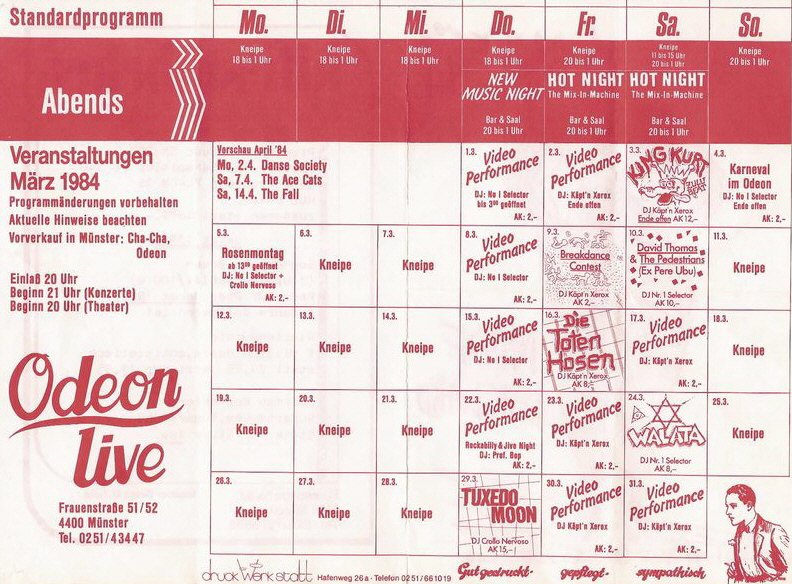 Standardprogramm
Mo.
Di.
Mi.
Do.
Fr.
Sa.
So.
Abends
Kneipe
18 bis 1 Uhr
Kneipe
18 bis 1 Uhr
Kneipe
18 bis 1 Uhr
Kneipe
18 bis 1 Uhr
NEW
MUSIC NIGHT
Bar & Saal
20 bis 1 Uhr
Kneipe
20 bis 1 Uhr
HOT NIGHT
The Mix-In-Machine
Bar & Saal
20 bis 1 Uhr
Kneipe
11 bis 15 Uhr
20 bis 1 Uhr
HOT NIGHT
The Mix-In-Machine
Bar & Saal
20 bis 1 Uhr
Kneipe
20 bis 1 Uhr
Veranstaltungen
März 1984
Programmänderungen vorbehalten
Aktuelle Hinweise beachten
Vorverkauf in Münster: Cha-Cha,
Odeon
Einlaß 20 Uhr
Beginn 21 Uhr (Konzerte)
Beginn 20 Uhr (Theater)
Odeon
live
Frauenstraße 51/52
4400 Münster
Tel. 0251/43447
Vorschau April '84
Mo, 2.4. Danse Society
Sa, 7.4. The Ace Cats
Sa, 14.4. The Fall
1.3.
Video
Performance
DJ: No I Selector
bis 3⁰⁰ geöffnet
AK: 2,-
2.3.
Video
Performance
DJ: Käpt'n Xerox
Ende offen
AK: 2,-
3.3.
KING KURT
ZULU
BEAT
DJ Käpt'n Xerox
Ende offen AK 12,-
4.3.
Karneval
im Odeon
DJ: No I Selector
Ende offen
AK: 2,-
5.3.
Rosenmontag
ab 13⁰⁰ geöffnet
DJ: No I Selector +
Crollo Nervoso
AK: 2,-
6.3.
Kneipe
7.3.
Kneipe
8.3.
Video
Performance
DJ: No I Selector
AK: 2,-
9.3.
Breakdance
Contest
DJ Käpt'n Xerox
AK 2,-
10.3.
David Thomas
& The Pedestrians
(Ex Pere Ubu)
DJ Nr. 1 Selector
AK 10,-
11.3.
Kneipe
12.3.
Kneipe
13.3.
Kneipe
14.3.
Kneipe
15.3.
Video
Performance
DJ: No I Selector
AK: 2,-
16.3.
Die
Toten
Hosen
DJ Käpt'n Xerox
AK 8,-
17.3.
Video
Performance
DJ: Käpt'n Xerox
AK: 2,-
18.3.
Kneipe
19.3.
Kneipe
20.3.
Kneipe
21.3.
Kneipe
22.3.
Video
Performance
Rockabilly & Jive Night
DJ: Prof. Bop
AK: 2,-
23.3.
Video
Performance
DJ: Käpt'n Xerox
AK: 2,-
24.3.
WALATA
DJ Nr. 1 Selector
AK 8,-
25.3.
Kneipe
26.3.
Kneipe
27.3.
Kneipe
28.3.
Kneipe
29.3.
TUXEDO
MOON
DJ Crollo Nervoso
AK 15,-
30.3.
Video
Performance
DJ Käpt'n Xerox
AK: 2,-
31.3.
Video
Performance
DJ Käpt'n Xerox
AK: 2,-
druck werkstatt Hafenweg 26a · Telefon 0251/661019
Gut gedruckt- gepflegt- sympathisch